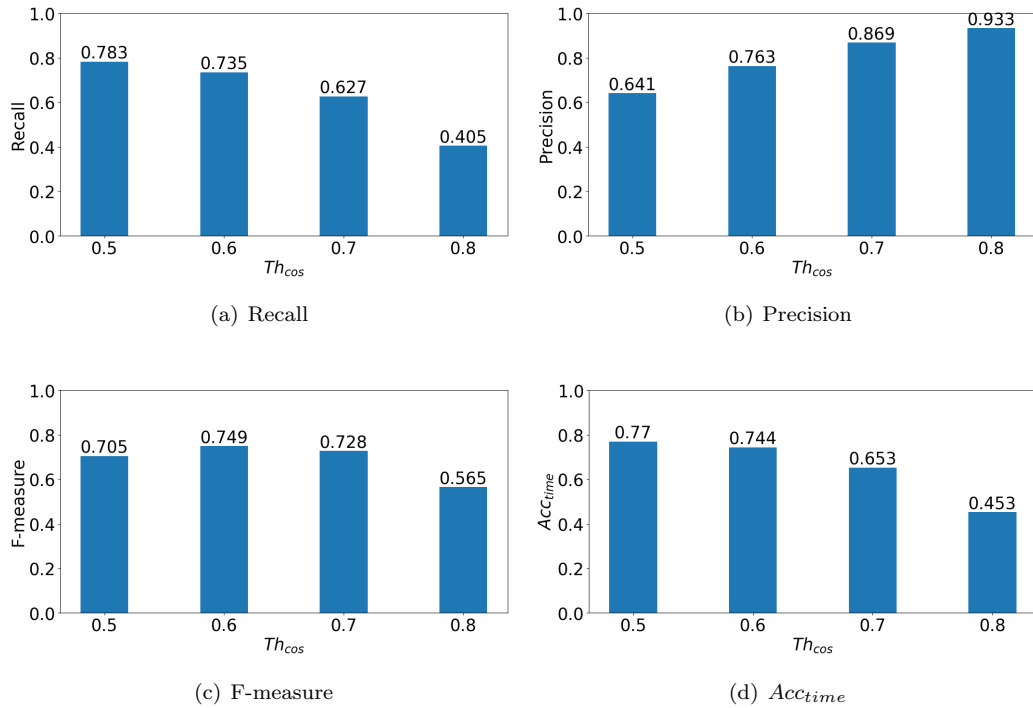 1.0
0.8
0.6
0.4
0.2
0.0
Recall
0.783
0.735
0.627
0.405
0.5 0.6 0.7 0.8
Th_cos
(a) Recall
1.0
0.8
0.6
0.4
0.2
0.0
Precision
0.641
0.763
0.869
0.933
0.5 0.6 0.7 0.8
Th_cos
(b) Precision
1.0
0.8
0.6
0.4
0.2
0.0
F-measure
0.705
0.749
0.728
0.565
0.5 0.6 0.7 0.8
Th_cos
(c) F-measure
1.0
0.8
0.6
0.4
0.2
0.0
Acc_time
0.77
0.744
0.653
0.453
0.5 0.6 0.7 0.8
Th_cos
(d) Acc_time